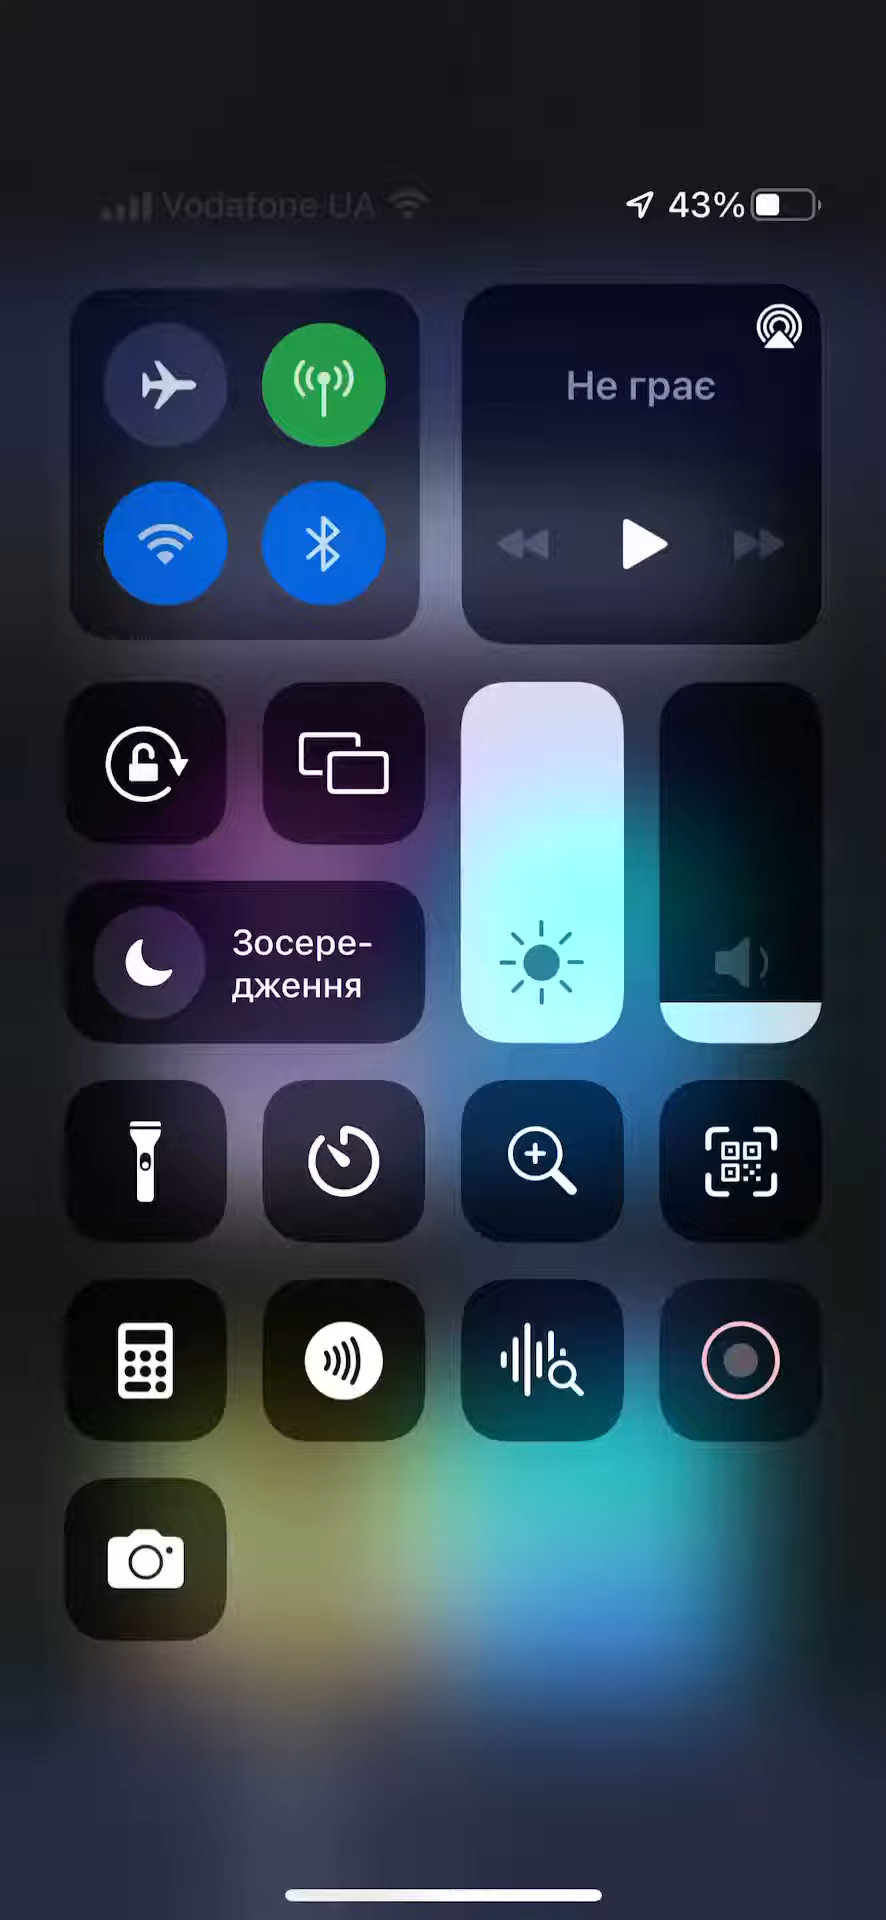 Vodafone UA 43%
Не грає
Зосере-
дження